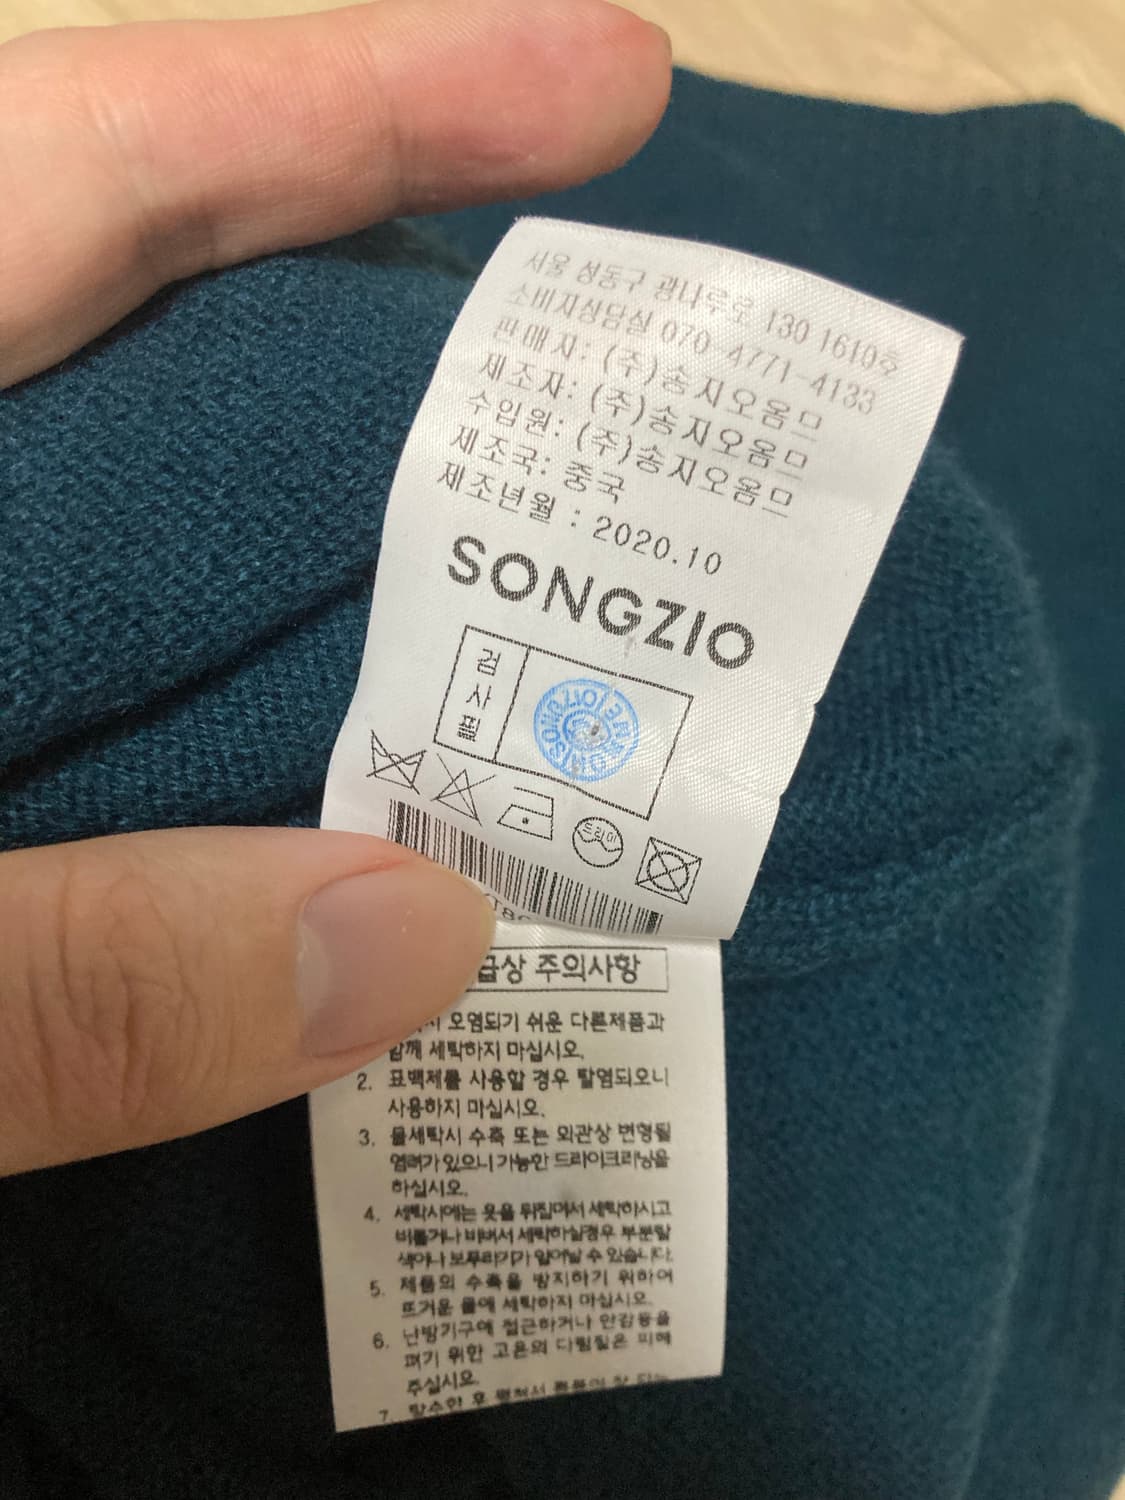 서울 성동구 광나루로 130 1610호
소비자상담실 070-4771-4133
판매자: (주)송지오옴므
제조자: (주)송지오옴므
수입원: (주)송지오옴므
제조국: 중국
제조년월 : 2020.10
SONGZIO
검사필
SONGZIO
드라이
급상 주의사항
오염되기 쉬운 다른제품과
함께 세탁하지 마십시오.
2. 표백제를 사용할 경우 탈염되오니
사용하지 마십시오.
3. 물세탁시 수축 또는 외관상 변형될
염려가 있으니 가능한 드라이크리닝을
하십시오.
4. 세탁시에는 옷을 뒤집어서 세탁하시고
비틀거나 비벼서 세탁하실경우 부분탈
색이나 보푸라기가 일어날 수 있습니다.
5. 제품의 수축을 방지하기 위하여
뜨거운 물에 세탁하지 마십시오.
6. 난방기구에 접근하거나 안감등을
펴기 위한 고온의 다림질은 피해
주십시오.
7. 탈수한 후